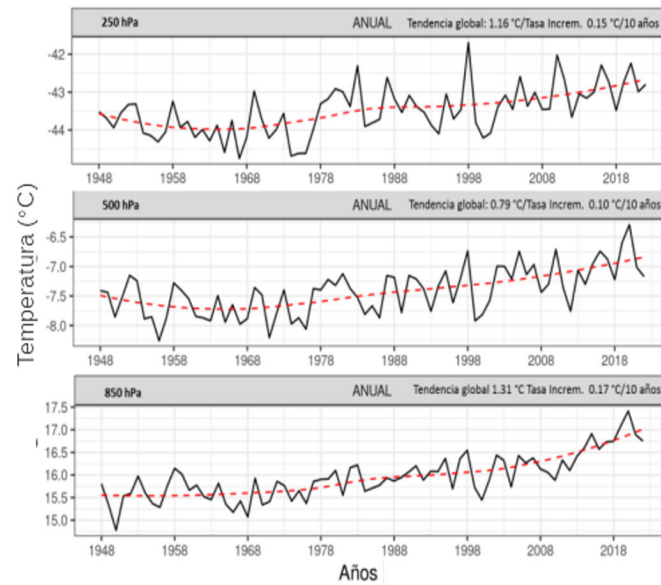 250 hPa ANUAL Tendencia global: 1.16 °C/Tasa Increm. 0.15 °C/10 años
-42
-43
-44
1948 1958 1968 1978 1988 1998 2008 2018
500 hPa ANUAL Tendencia global: 0.79 °C/Tasa Increm. 0.10 °C/10 años
-6.5
-7.0
-7.5
-8.0
1948 1958 1968 1978 1988 1998 2008 2018
Temperatura (°C)
850 hPa ANUAL Tendencia global 1.31 °C Tasa Increm. 0.17 °C/10 años
17.5
17.0
16.5
16.0
15.5
15.0
1948 1958 1968 1978 1988 1998 2008 2018
Años